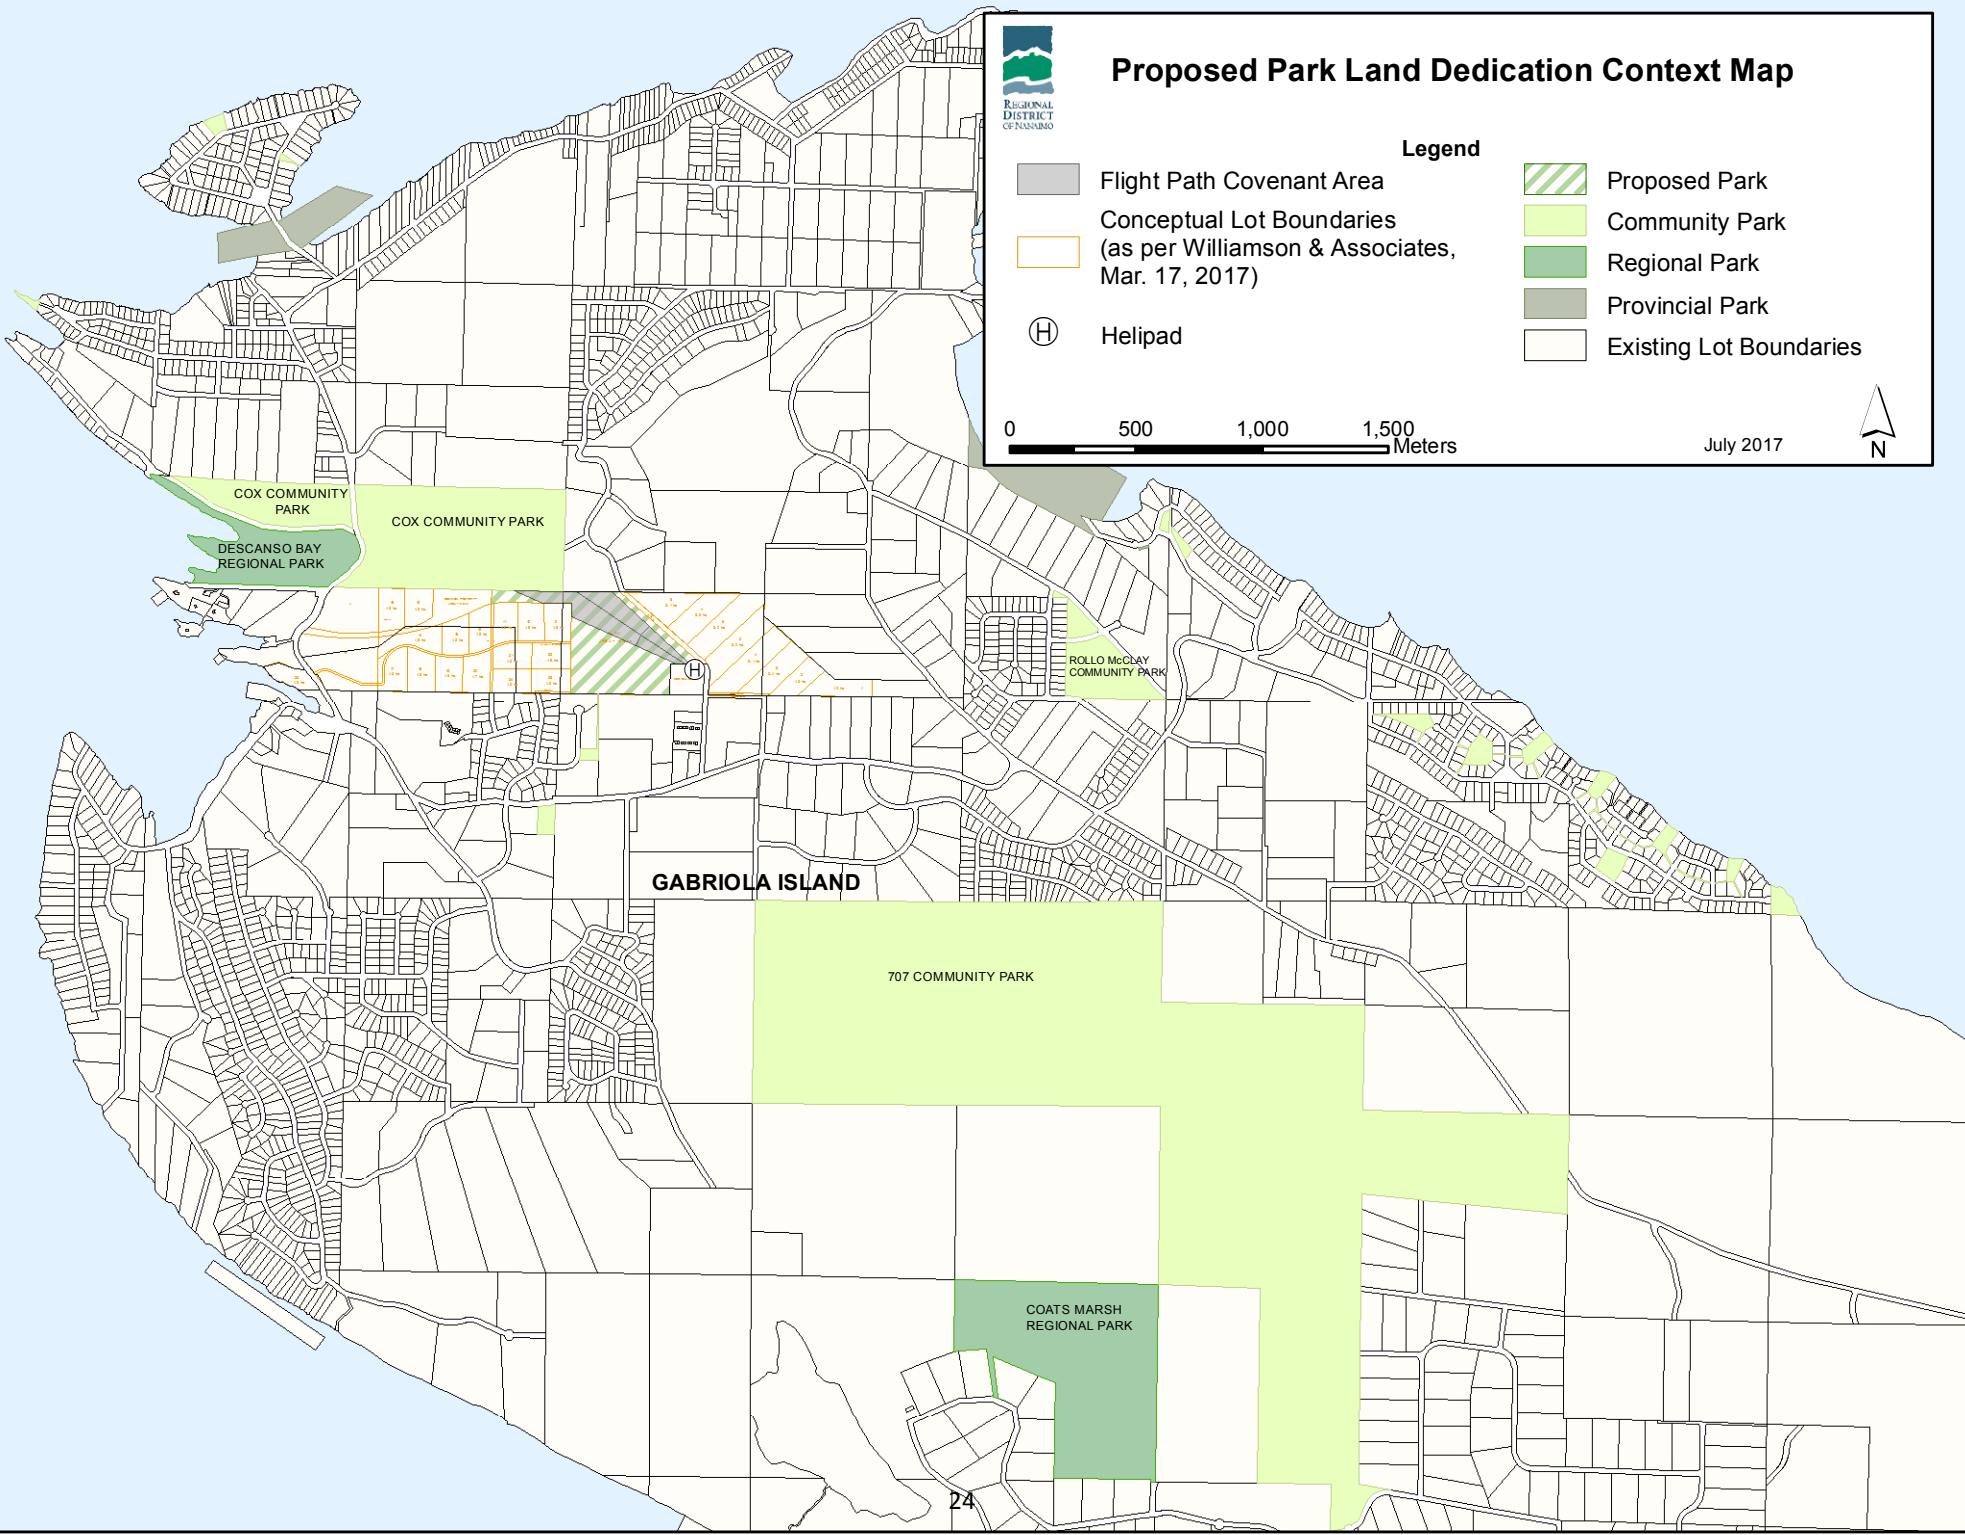 Proposed Park Land Dedication Context Map
REGIONAL
DISTRICT
OF NANAIMO
Legend
Flight Path Covenant Area
Conceptual Lot Boundaries
(as per Williamson & Associates,
Mar. 17, 2017)
H
Helipad
Proposed Park
Community Park
Regional Park
Provincial Park
Existing Lot Boundaries
0 500 1,000 1,500
Meters
July 2017
N
COX COMMUNITY
PARK
COX COMMUNITY PARK
DESCANSO BAY
REGIONAL PARK
H
ROLLO McCLAY
COMMUNITY PARK
GABRIOLA ISLAND
707 COMMUNITY PARK
COATS MARSH
REGIONAL PARK
24